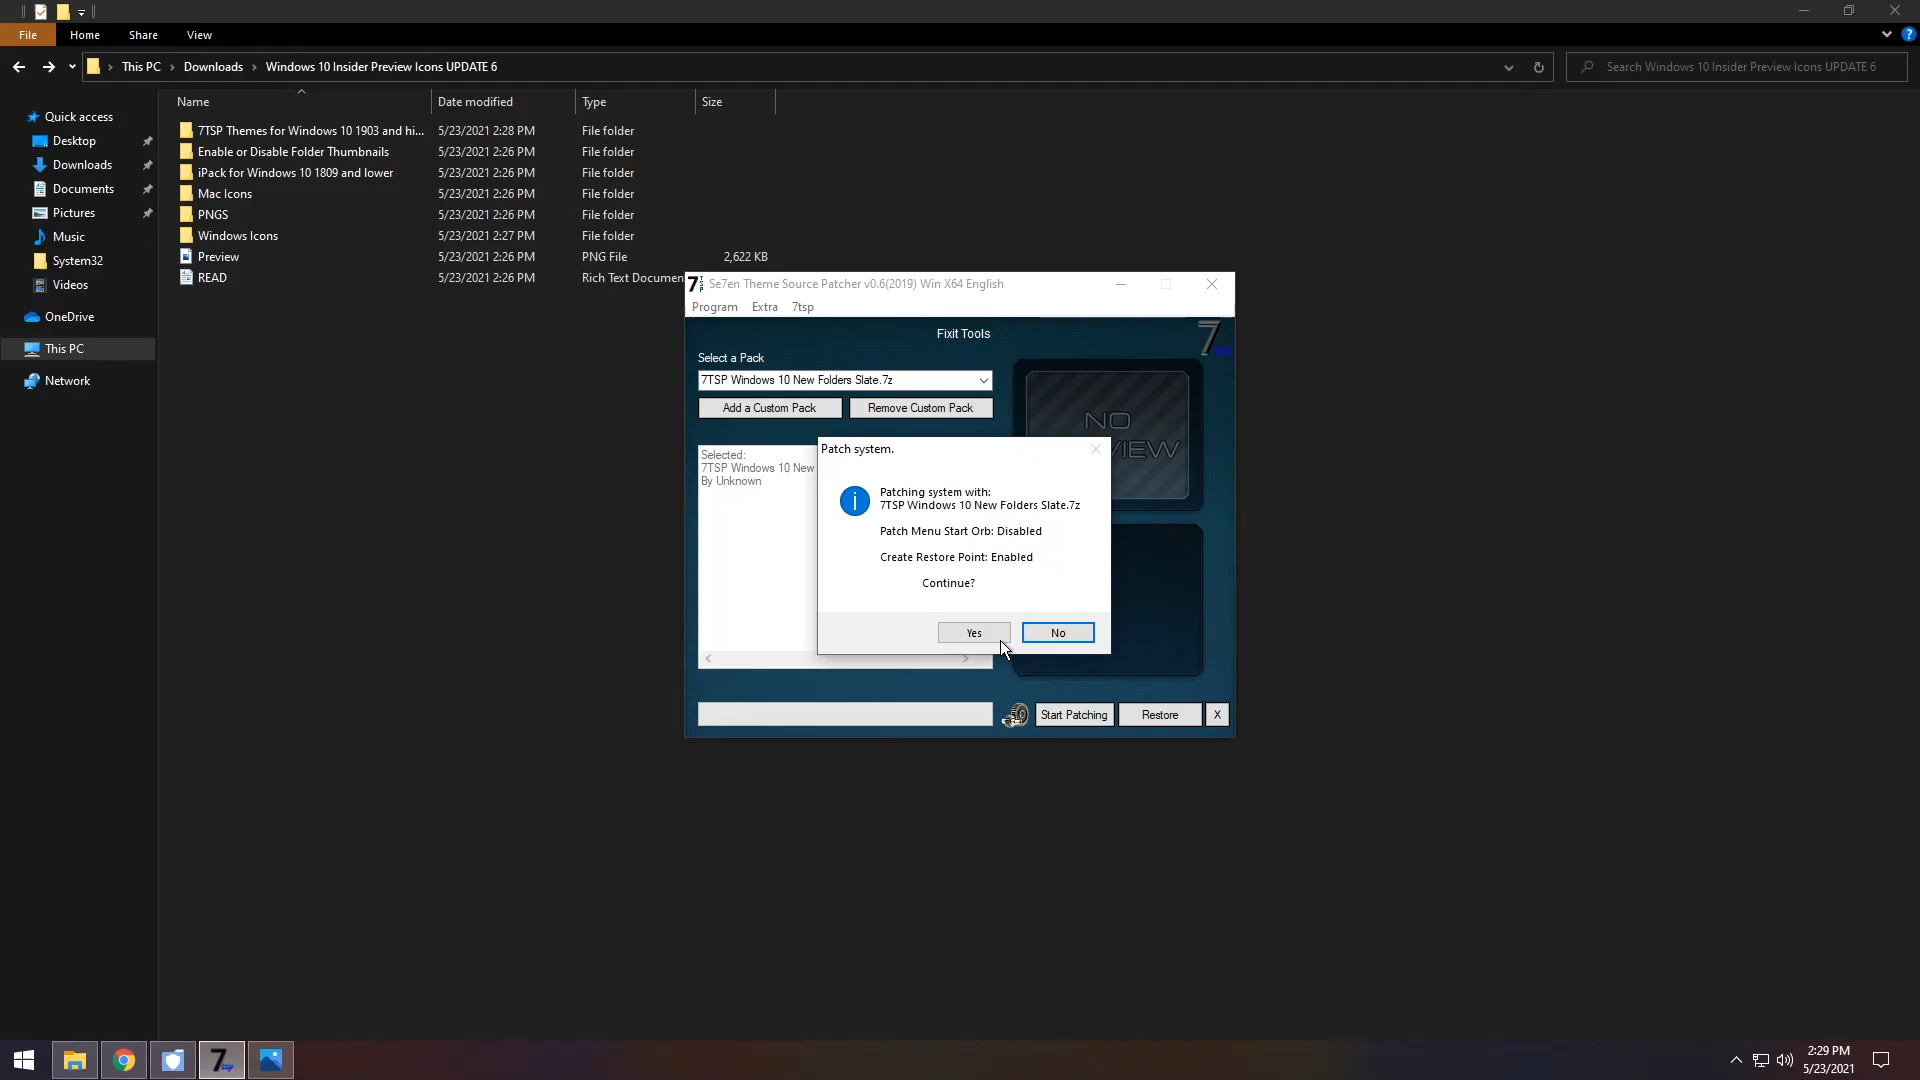 File
Home
Share
View
This PC
Downloads
Windows 10 Insider Preview Icons UPDATE 6
Search Windows 10 Insider Preview Icons UPDATE 6
Name
Date modified
Type
Size
Quick access
Desktop
Downloads
Documents
Pictures
Music
System32
Videos
OneDrive
This PC
Network
7TSP Themes for Windows 10 1903 and hi... 5/23/2021 2:28 PM File folder
Enable or Disable Folder Thumbnails 5/23/2021 2:26 PM File folder
iPack for Windows 10 1809 and lower 5/23/2021 2:26 PM File folder
Mac Icons 5/23/2021 2:26 PM File folder
PNGS 5/23/2021 2:26 PM File folder
Windows Icons 5/23/2021 2:27 PM File folder
Preview 5/23/2021 2:26 PM PNG File 2,622 KB
READ 5/23/2021 2:26 PM Rich Text Documen
Se7en Theme Source Patcher v0.6(2019) Win X64 English
Program Extra 7tsp
Fixit Tools
Select a Pack
7TSP Windows 10 New Folders Slate.7z
Add a Custom Pack
Remove Custom Pack
Selected:
7TSP Windows 10 New
By Unknown
NO
VIEW
Patch system.
Patching system with:
7TSP Windows 10 New Folders Slate.7z
Patch Menu Start Orb: Disabled
Create Restore Point: Enabled
Continue?
Yes
No
Start Patching
Restore
X
2:29 PM
5/23/2021